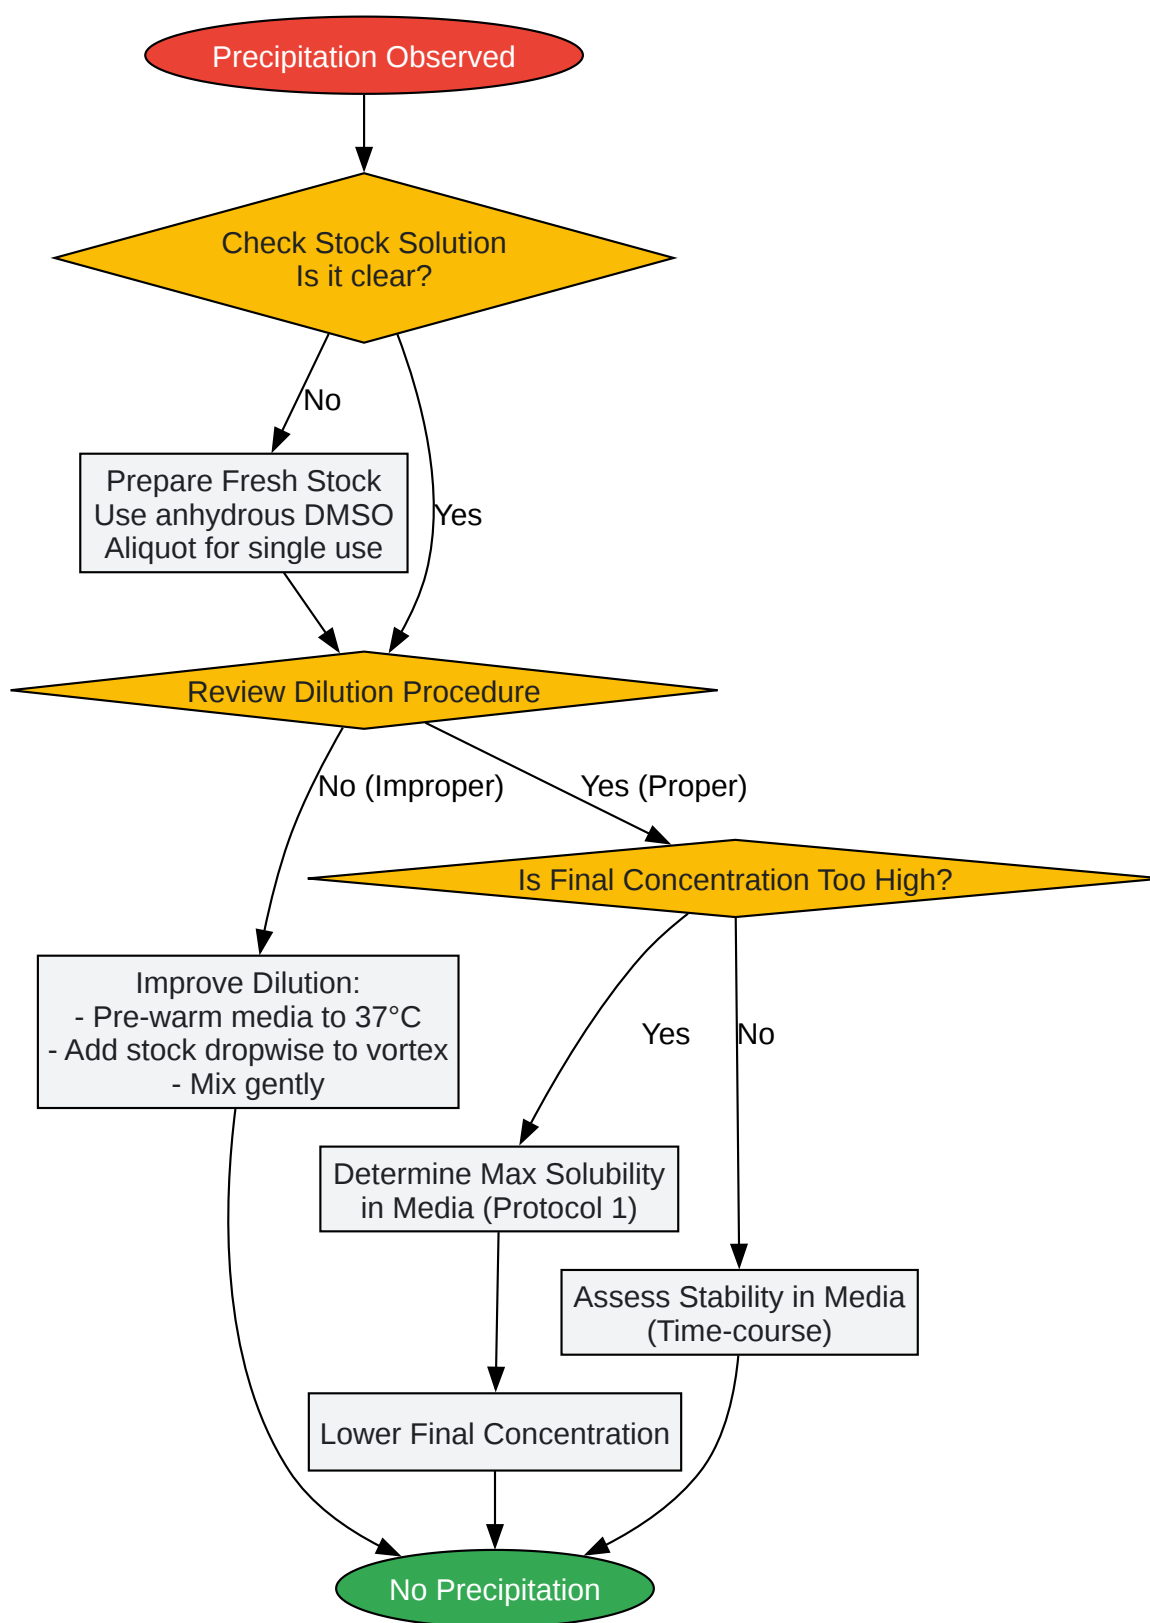 Precipitation Observed
Check Stock Solution
Is it clear?
No
Prepare Fresh Stock
Use anhydrous DMSO
Aliquot for single use
Yes
Review Dilution Procedure
No (Improper)
Yes (Proper)
Is Final Concentration Too High?
Improve Dilution:
- Pre-warm media to 37°C
- Add stock dropwise to vortex
- Mix gently
Yes
No
Determine Max Solubility
in Media (Protocol 1)
Assess Stability in Media
(Time-course)
Lower Final Concentration
No Precipitation